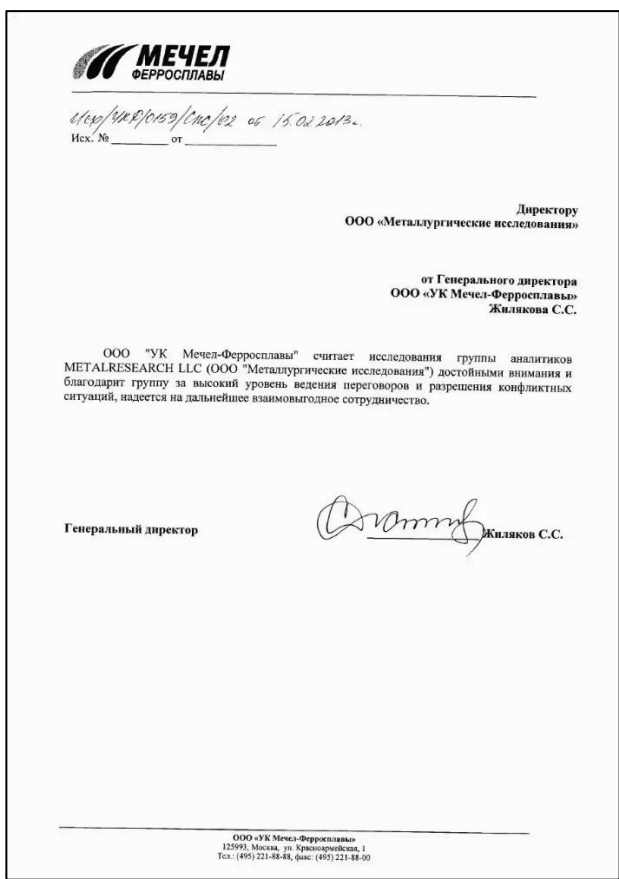 МЕЧЕЛ
ФЕРРОСПЛАВЫ
от 15.02.2013г.
Исх. № от
Директору
ООО «Металлургические исследования»
от Генерального директора
ООО «УК Мечел-Ферросплавы»
Жилякова С.С.
ООО "УК Мечел-Ферросплавы" считает исследования группы аналитиков
METALRESEARCH LLC (ООО "Металлургические исследования") достойными внимания и
благодарит группу за высокий уровень ведения переговоров и разрешения конфликтных
ситуаций, надеется на дальнейшее взаимовыгодное сотрудничество.
Генеральный директор Жиляков С.С.
ООО «УК Мечел-Ферросплавы»
125993, Москва, ул. Красноармейская, 1
Тел.: (495) 221-88-88, факс: (495) 221-88-00